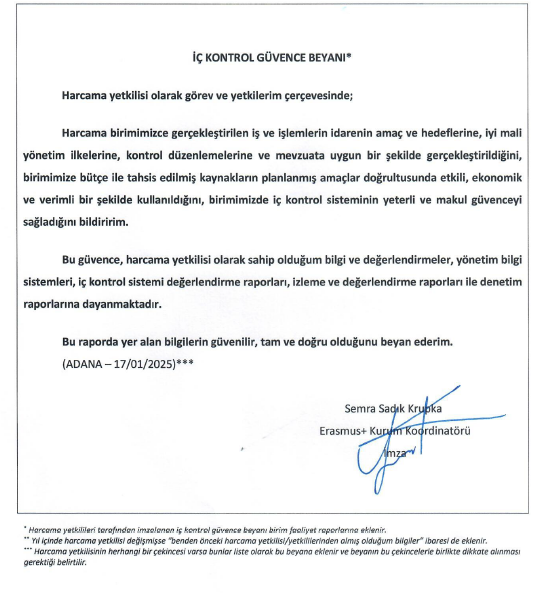 İÇ KONTROL GÜVENCE BEYANI*
Harcama yetkilisi olarak görev ve yetkilerim çerçevesinde;
Harcama birimimizce gerçekleştirilen iş ve işlemlerin idarenin amaç ve hedeflerine, iyi mali
yönetim ilkelerine, kontrol düzenlemelerine ve mevzuata uygun bir şekilde gerçekleştirildiğini,
birimimize bütçe ile tahsis edilmiş kaynakların planlanmış amaçlar doğrultusunda etkili, ekonomik
ve verimli bir şekilde kullanıldığını, birimimizde iç kontrol sisteminin yeterli ve makul güvenceyi
sağladığını bildiririm.
Bu güvence, harcama yetkilisi olarak sahip olduğum bilgi ve değerlendirmeler, yönetim bilgi
sistemleri, iç kontrol sistemi değerlendirme raporları, izleme ve değerlendirme raporları ile denetim
raporlarına dayanmaktadır.
Bu raporda yer alan bilgilerin güvenilir, tam ve doğru olduğunu beyan ederim.
(ADANA – 17/01/2025)***
Semra Sadık Krupka
Erasmus+ Kurum Koordinatörü
İmza
* Harcama yetkilileri tarafından imzalanan iç kontrol güvence beyanı birim faaliyet raporlarına eklenir.
** Yıl içinde harcama yetkilisi değişmişse "benden önceki harcama yetkilisi/yetkililerinden almış olduğum bilgiler" ibaresi de eklenir.
*** Harcama yetkilisinin herhangi bir çekincesi varsa bunlar liste olarak bu beyana eklenir ve beyanın bu çekincelerle birlikte dikkate alınması
gerektiği belirtilir.